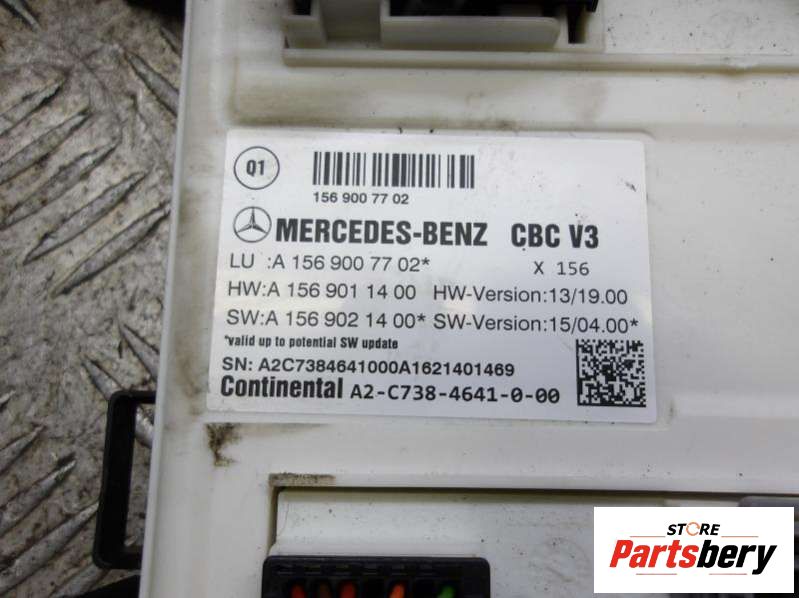 Q1
156 900 77 02
MERCEDES-BENZ CBC V3
LU :A 156 900 77 02* X 156
HW:A 156 901 14 00 HW-Version:13/19.00
SW:A 156 902 14 00* SW-Version:15/04.00*
*valid up to potential SW update
SN: A2C7384641000A1621401469
Continental A2-C738-4641-0-00
STORE
Partsbery